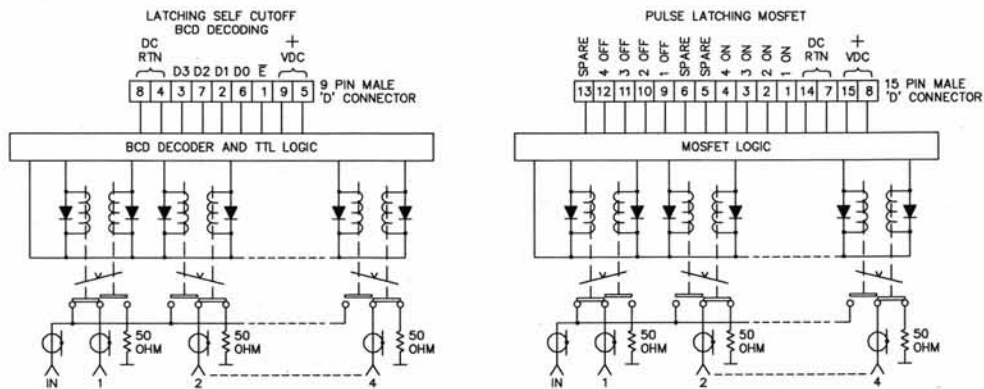 LATCHING SELF CUTOFF
BCD DECODING
DC
RTN
D3 D2 D1 D0 E̅
+
VDC
8 4 3 7 2 6 1 9 5
9 PIN MALE
'D' CONNECTOR
BCD DECODER AND TTL LOGIC
50
OHM
50
OHM
50
OHM
IN 1 2 4
PULSE LATCHING MOSFET
SPARE
4 OFF
3 OFF
2 OFF
1 OFF
SPARE
SPARE
4 ON
3 ON
2 ON
1 ON
DC
RTN
+
VDC
13 12 11 10 9 6 5 4 3 2 1 14 7 15 8
15 PIN MALE
'D' CONNECTOR
MOSFET LOGIC
50
OHM
50
OHM
50
OHM
IN 1 2 4